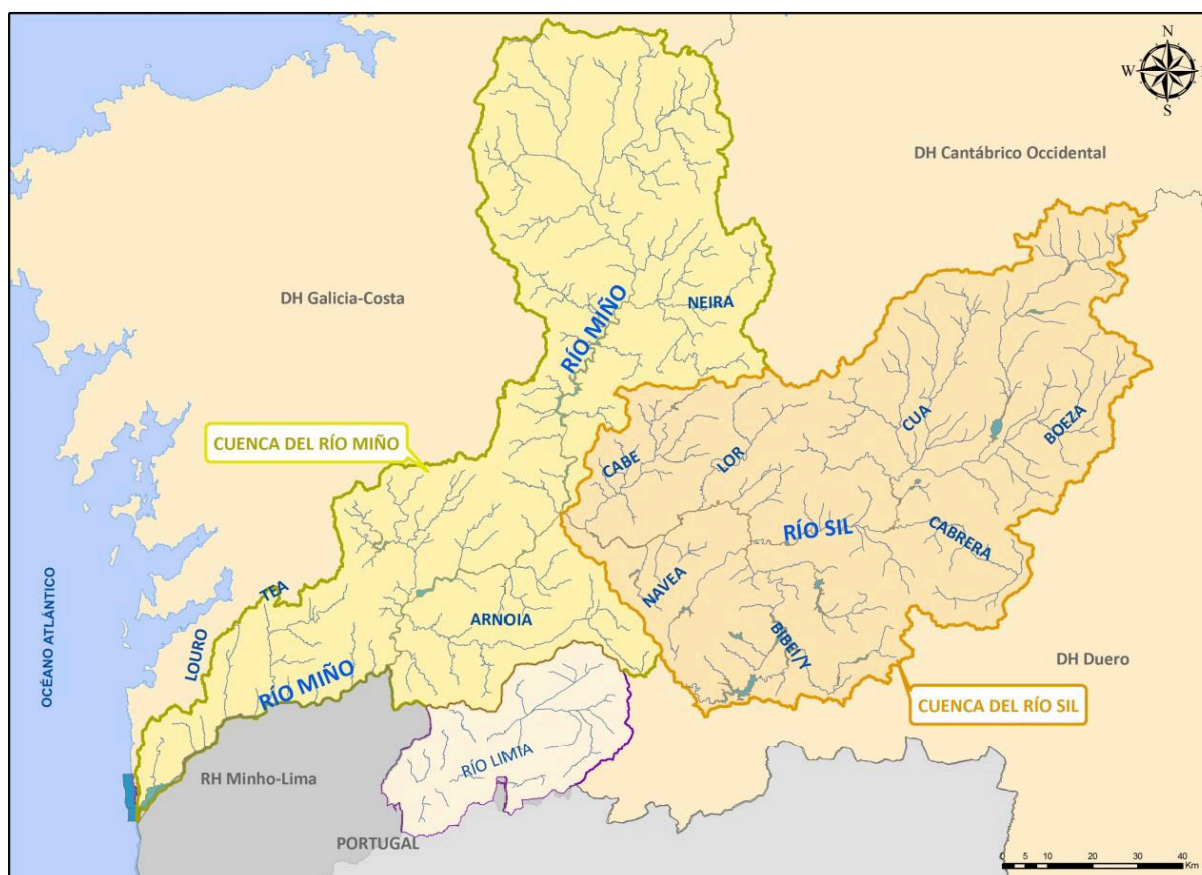 N
W E
S
DH Cantábrico Occidental
DH Galicia-Costa
RÍO MIÑO
NEIRA
CUENCA DEL RÍO MIÑO
CABE
LOR
CUA
BOEZA
RÍO SIL
CABRERA
NAVEA
BIBEI/Y
TEA
LOURO
ARNOIA
RÍO MIÑO
OCÉANO ATLÁNTICO
DH Duero
CUENCA DEL RÍO SIL
RÍO LIMIA
RH Minho-Lima
PORTUGAL
0 5 10 20 30 40
Km